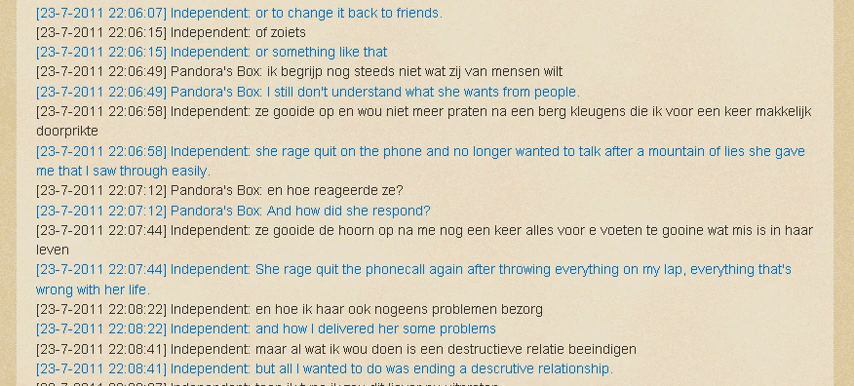 [23-7-2011 22:06:07] Independent: or to change it back to friends.
[23-7-2011 22:06:15] Independent: of zoiets
[23-7-2011 22:06:15] Independent: or something like that
[23-7-2011 22:06:49] Pandora's Box: ik begrijp nog steeds niet wat zij van mensen wilt
[23-7-2011 22:06:49] Pandora's Box: I still don't understand what she wants from people.
[23-7-2011 22:06:58] Independent: ze gooide op en wou niet meer praten na een berg kleugens die ik voor een keer makkelijk
doorprikte
[23-7-2011 22:06:58] Independent: she rage quit on the phone and no longer wanted to talk after a mountain of lies she gave
me that I saw through easily.
[23-7-2011 22:07:12] Pandora's Box: en hoe reageerde ze?
[23-7-2011 22:07:12] Pandora's Box: And how did she respond?
[23-7-2011 22:07:44] Independent: ze gooide de hoorn op na me nog een keer alles voor e voeten te gooine wat mis is in haar
leven
[23-7-2011 22:07:44] Independent: She rage quit the phonecall again after throwing everything on my lap, everything that's
wrong with her life.
[23-7-2011 22:08:22] Independent: en hoe ik haar ook nogeens problemen bezorg
[23-7-2011 22:08:22] Independent: and how I delivered her some problems
[23-7-2011 22:08:41] Independent: maar al wat ik wou doen is een destructieve relatie beeindigen
[23-7-2011 22:08:41] Independent: but all I wanted to do was ending a descrutive relationship.